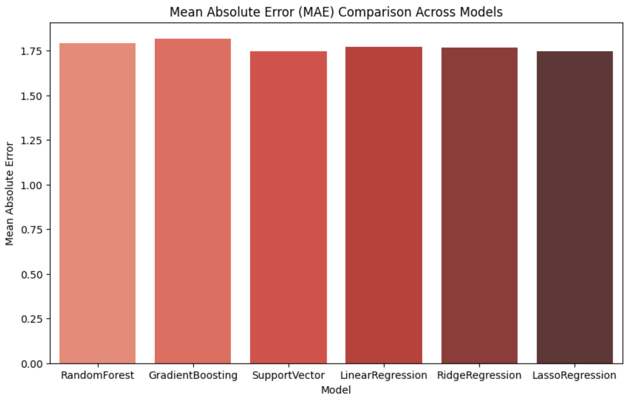 Mean Absolute Error (MAE) Comparison Across Models
Mean Absolute Error
1.75
1.50
1.25
1.00
0.75
0.50
0.25
0.00
RandomForest GradientBoosting SupportVector LinearRegression RidgeRegression LassoRegression
Model